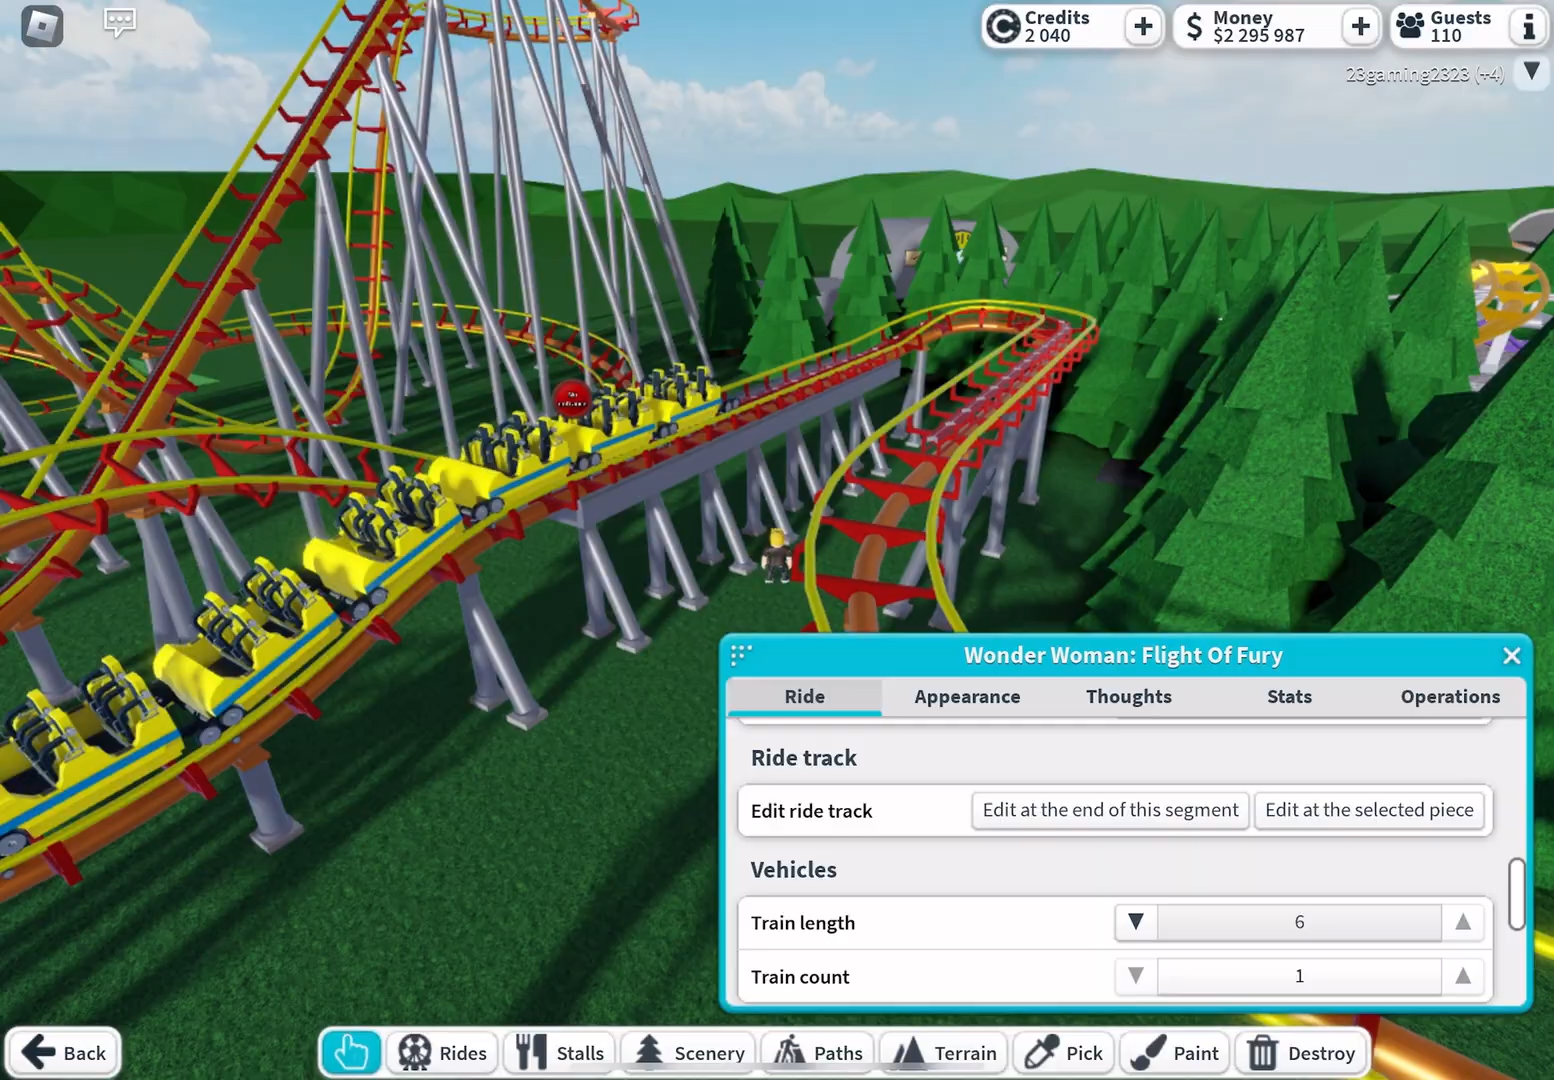 Credits
2 040
Money
$2 295 987
Guests
110
23gaming2323 (+4)
Wonder Woman: Flight Of Fury
Ride
Appearance
Thoughts
Stats
Operations
Ride track
Edit ride track
Edit at the end of this segment
Edit at the selected piece
Vehicles
Train length
6
Train count
1
Back
Rides
Stalls
Scenery
Paths
Terrain
Pick
Paint
Destroy